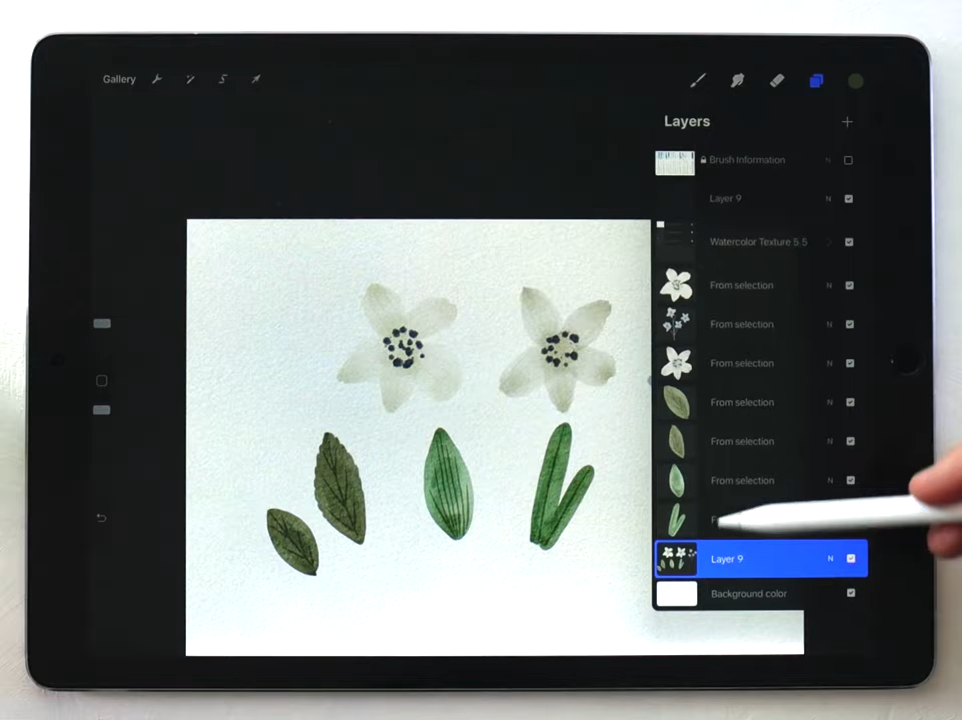 Gallery
Layers
Brush Information N
Layer 9 N
Watercolor Texture 5.5
From selection N
From selection N
From selection N
From selection N
From selection N
From selection N
Layer 9 N
Background color